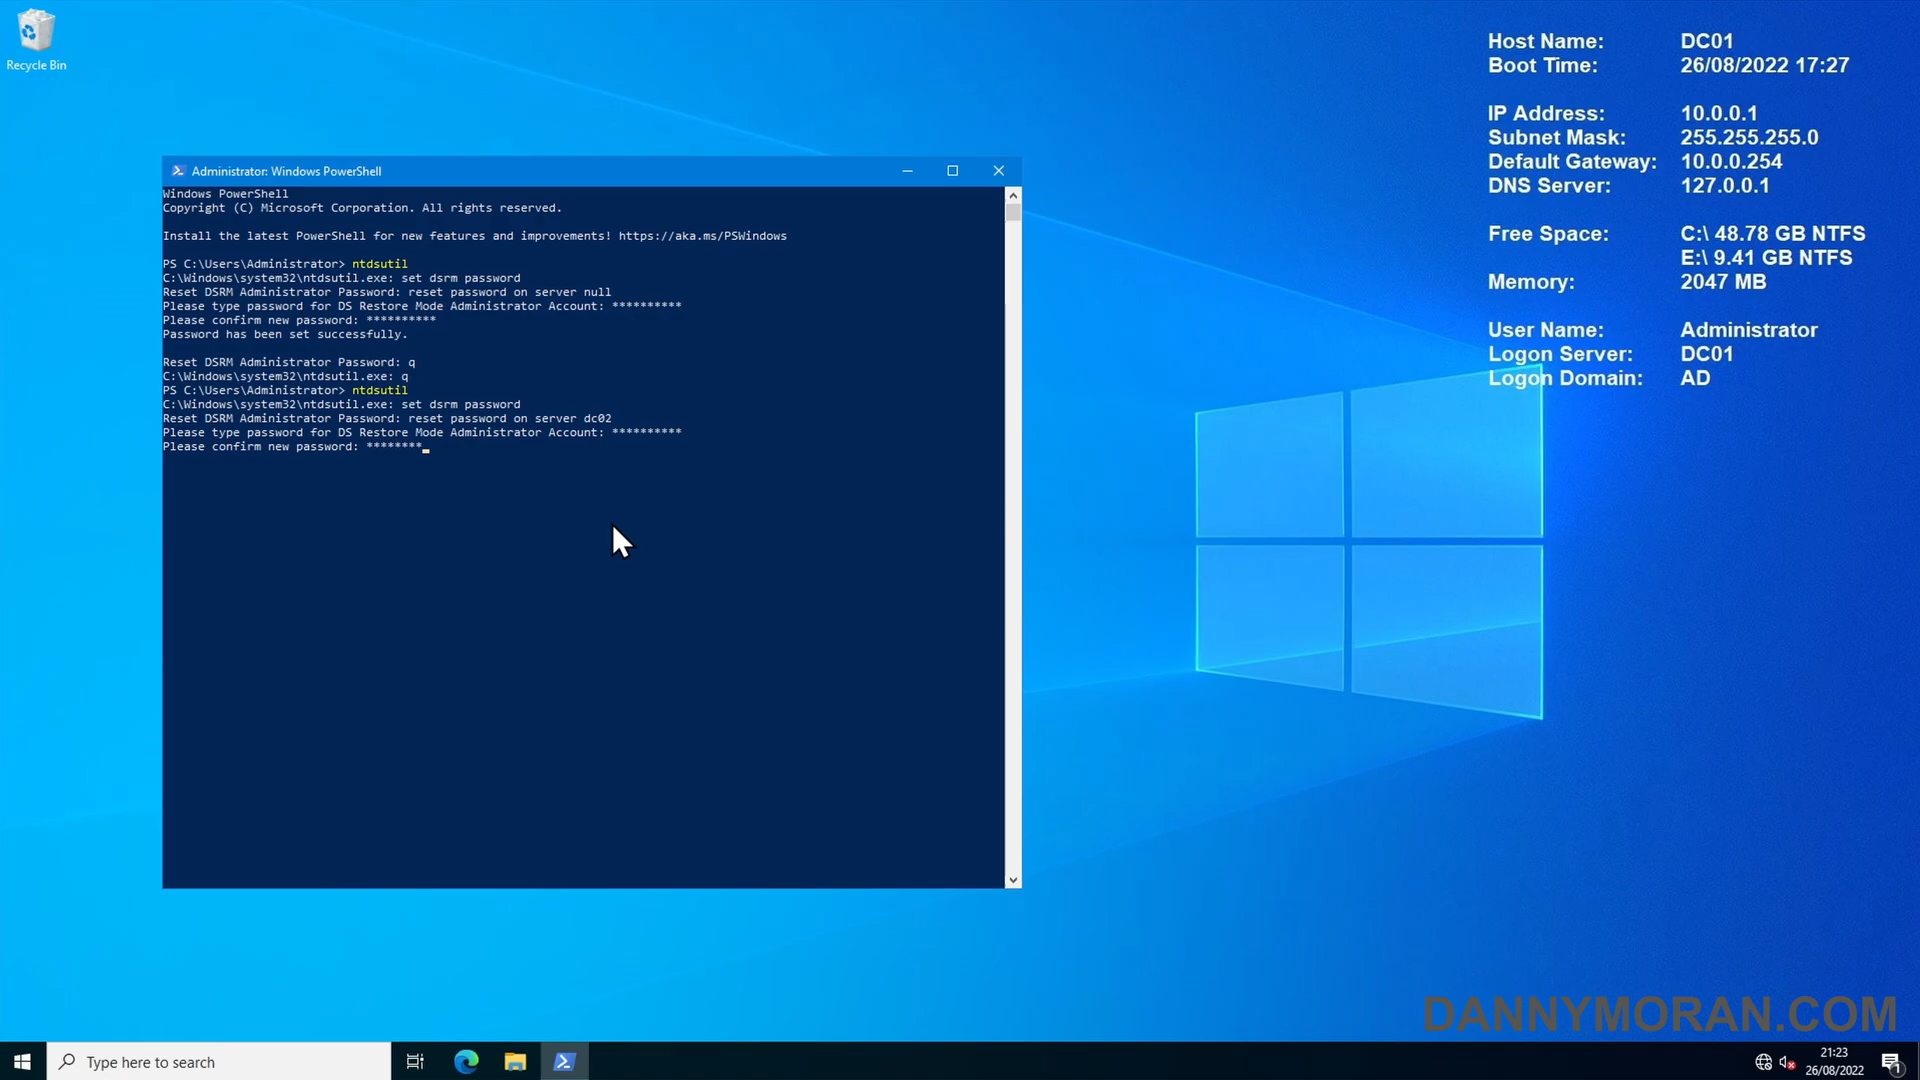 Recycle Bin
Host Name: DC01
Boot Time: 26/08/2022 17:27
IP Address: 10.0.0.1
Subnet Mask: 255.255.255.0
Default Gateway: 10.0.0.254
DNS Server: 127.0.0.1
Free Space: C:\ 48.78 GB NTFS
E:\ 9.41 GB NTFS
Memory: 2047 MB
User Name: Administrator
Logon Server: DC01
Logon Domain: AD
Administrator: Windows PowerShell
Windows PowerShell
Copyright (C) Microsoft Corporation. All rights reserved.
Install the latest PowerShell for new features and improvements! https://aka.ms/PSWindows
PS C:\Users\Administrator> ntdsutil
C:\Windows\system32\ntdsutil.exe: set dsrm password
Reset DSRM Administrator Password: reset password on server null
Please type password for DS Restore Mode Administrator Account: **********
Please confirm new password: **********
Password has been set successfully.
Reset DSRM Administrator Password: q
C:\Windows\system32\ntdsutil.exe: q
PS C:\Users\Administrator> ntdsutil
C:\Windows\system32\ntdsutil.exe: set dsrm password
Reset DSRM Administrator Password: reset password on server dc02
Please type password for DS Restore Mode Administrator Account: **********
Please confirm new password: ********
DANNYMORAN.COM
Type here to search
21:23
26/08/2022
1